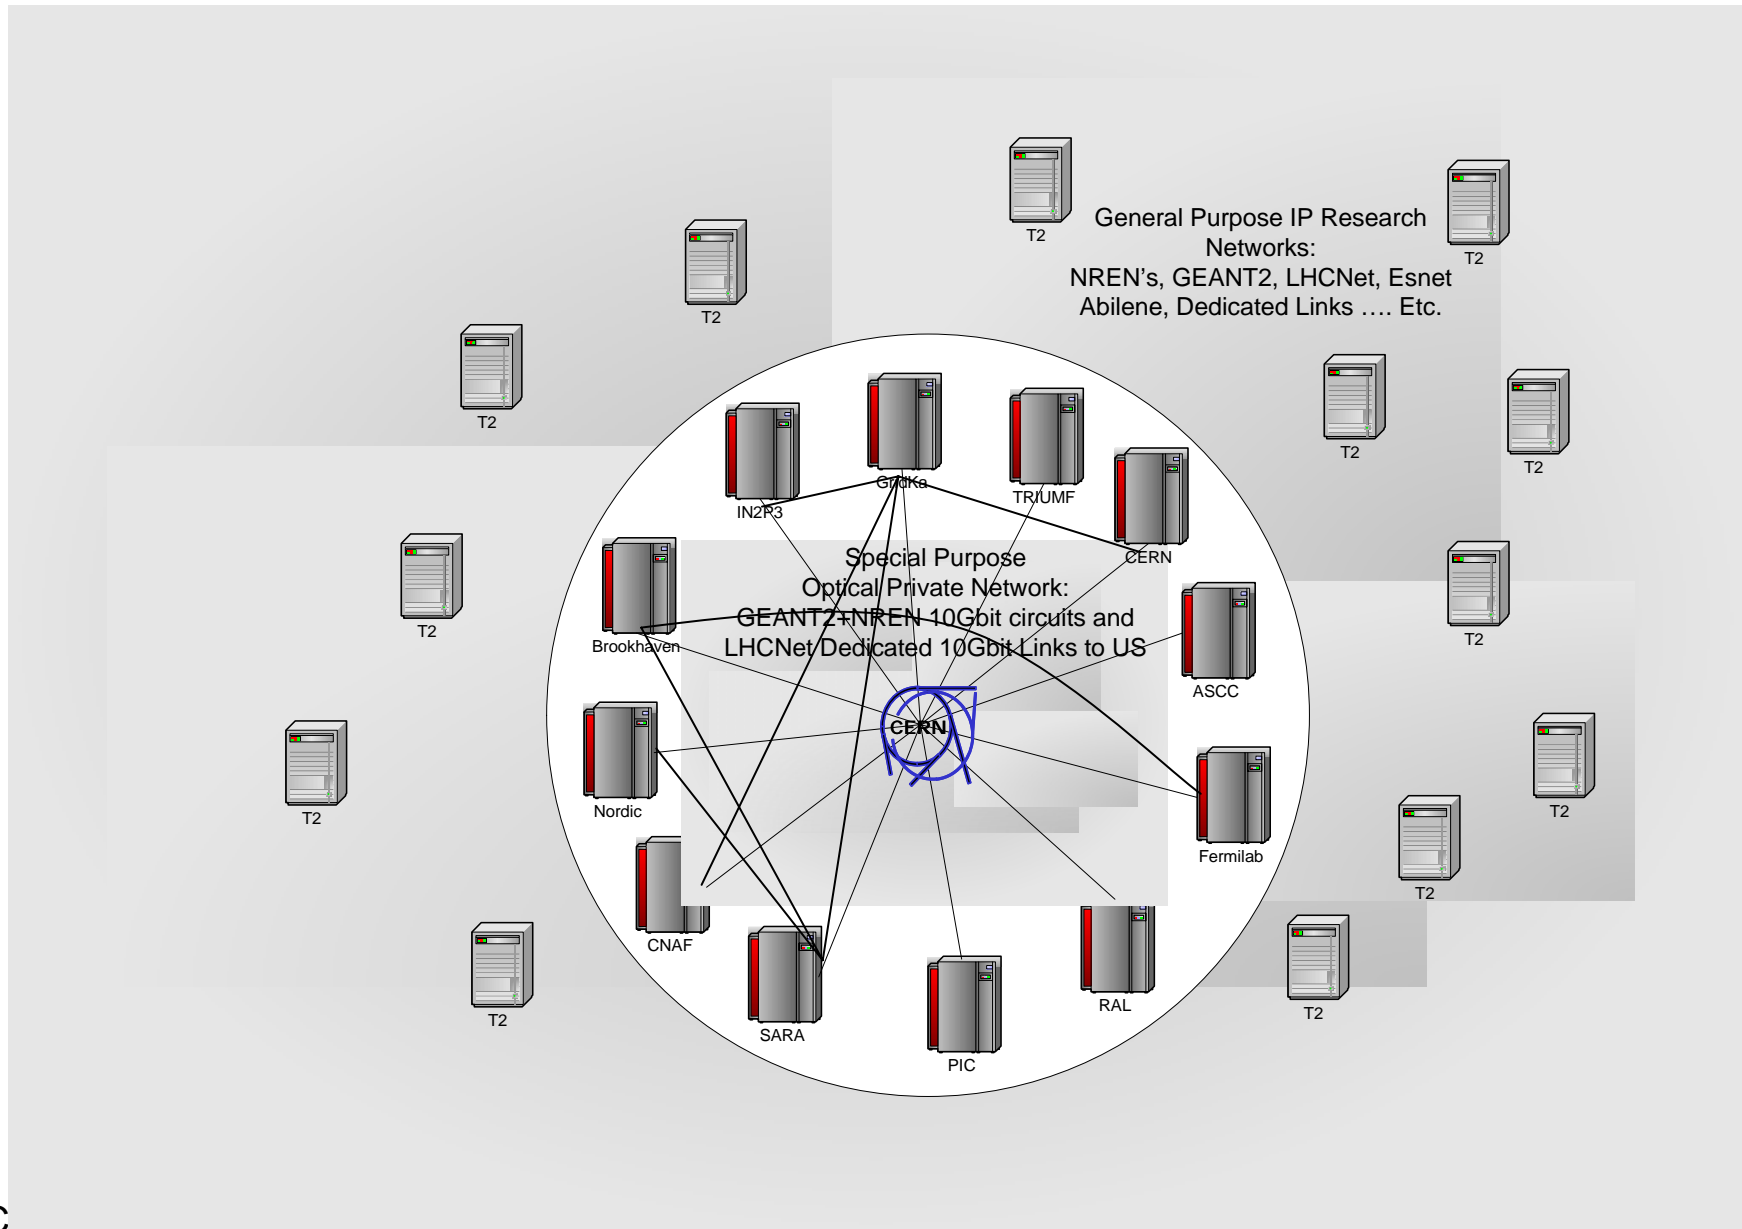 T2
General Purpose IP Research
Networks:
NREN's, GEANT2, LHCNet, Esnet
Abilene, Dedicated Links .... Etc.
T2
T2
T2
T2
T2
GridKa
TRIUMF
IN2P3
CERN
Special Purpose
Optical Private Network:
GEANT2+NREN 10Gbit circuits and
LHCNet Dedicated 10Gbit Links to US
T2
T2
Brookhaven
ASCC
CERN
T2
Nordic
T2
Fermilab
T2
CNAF
RAL
T2
T2
SARA
PIC
C